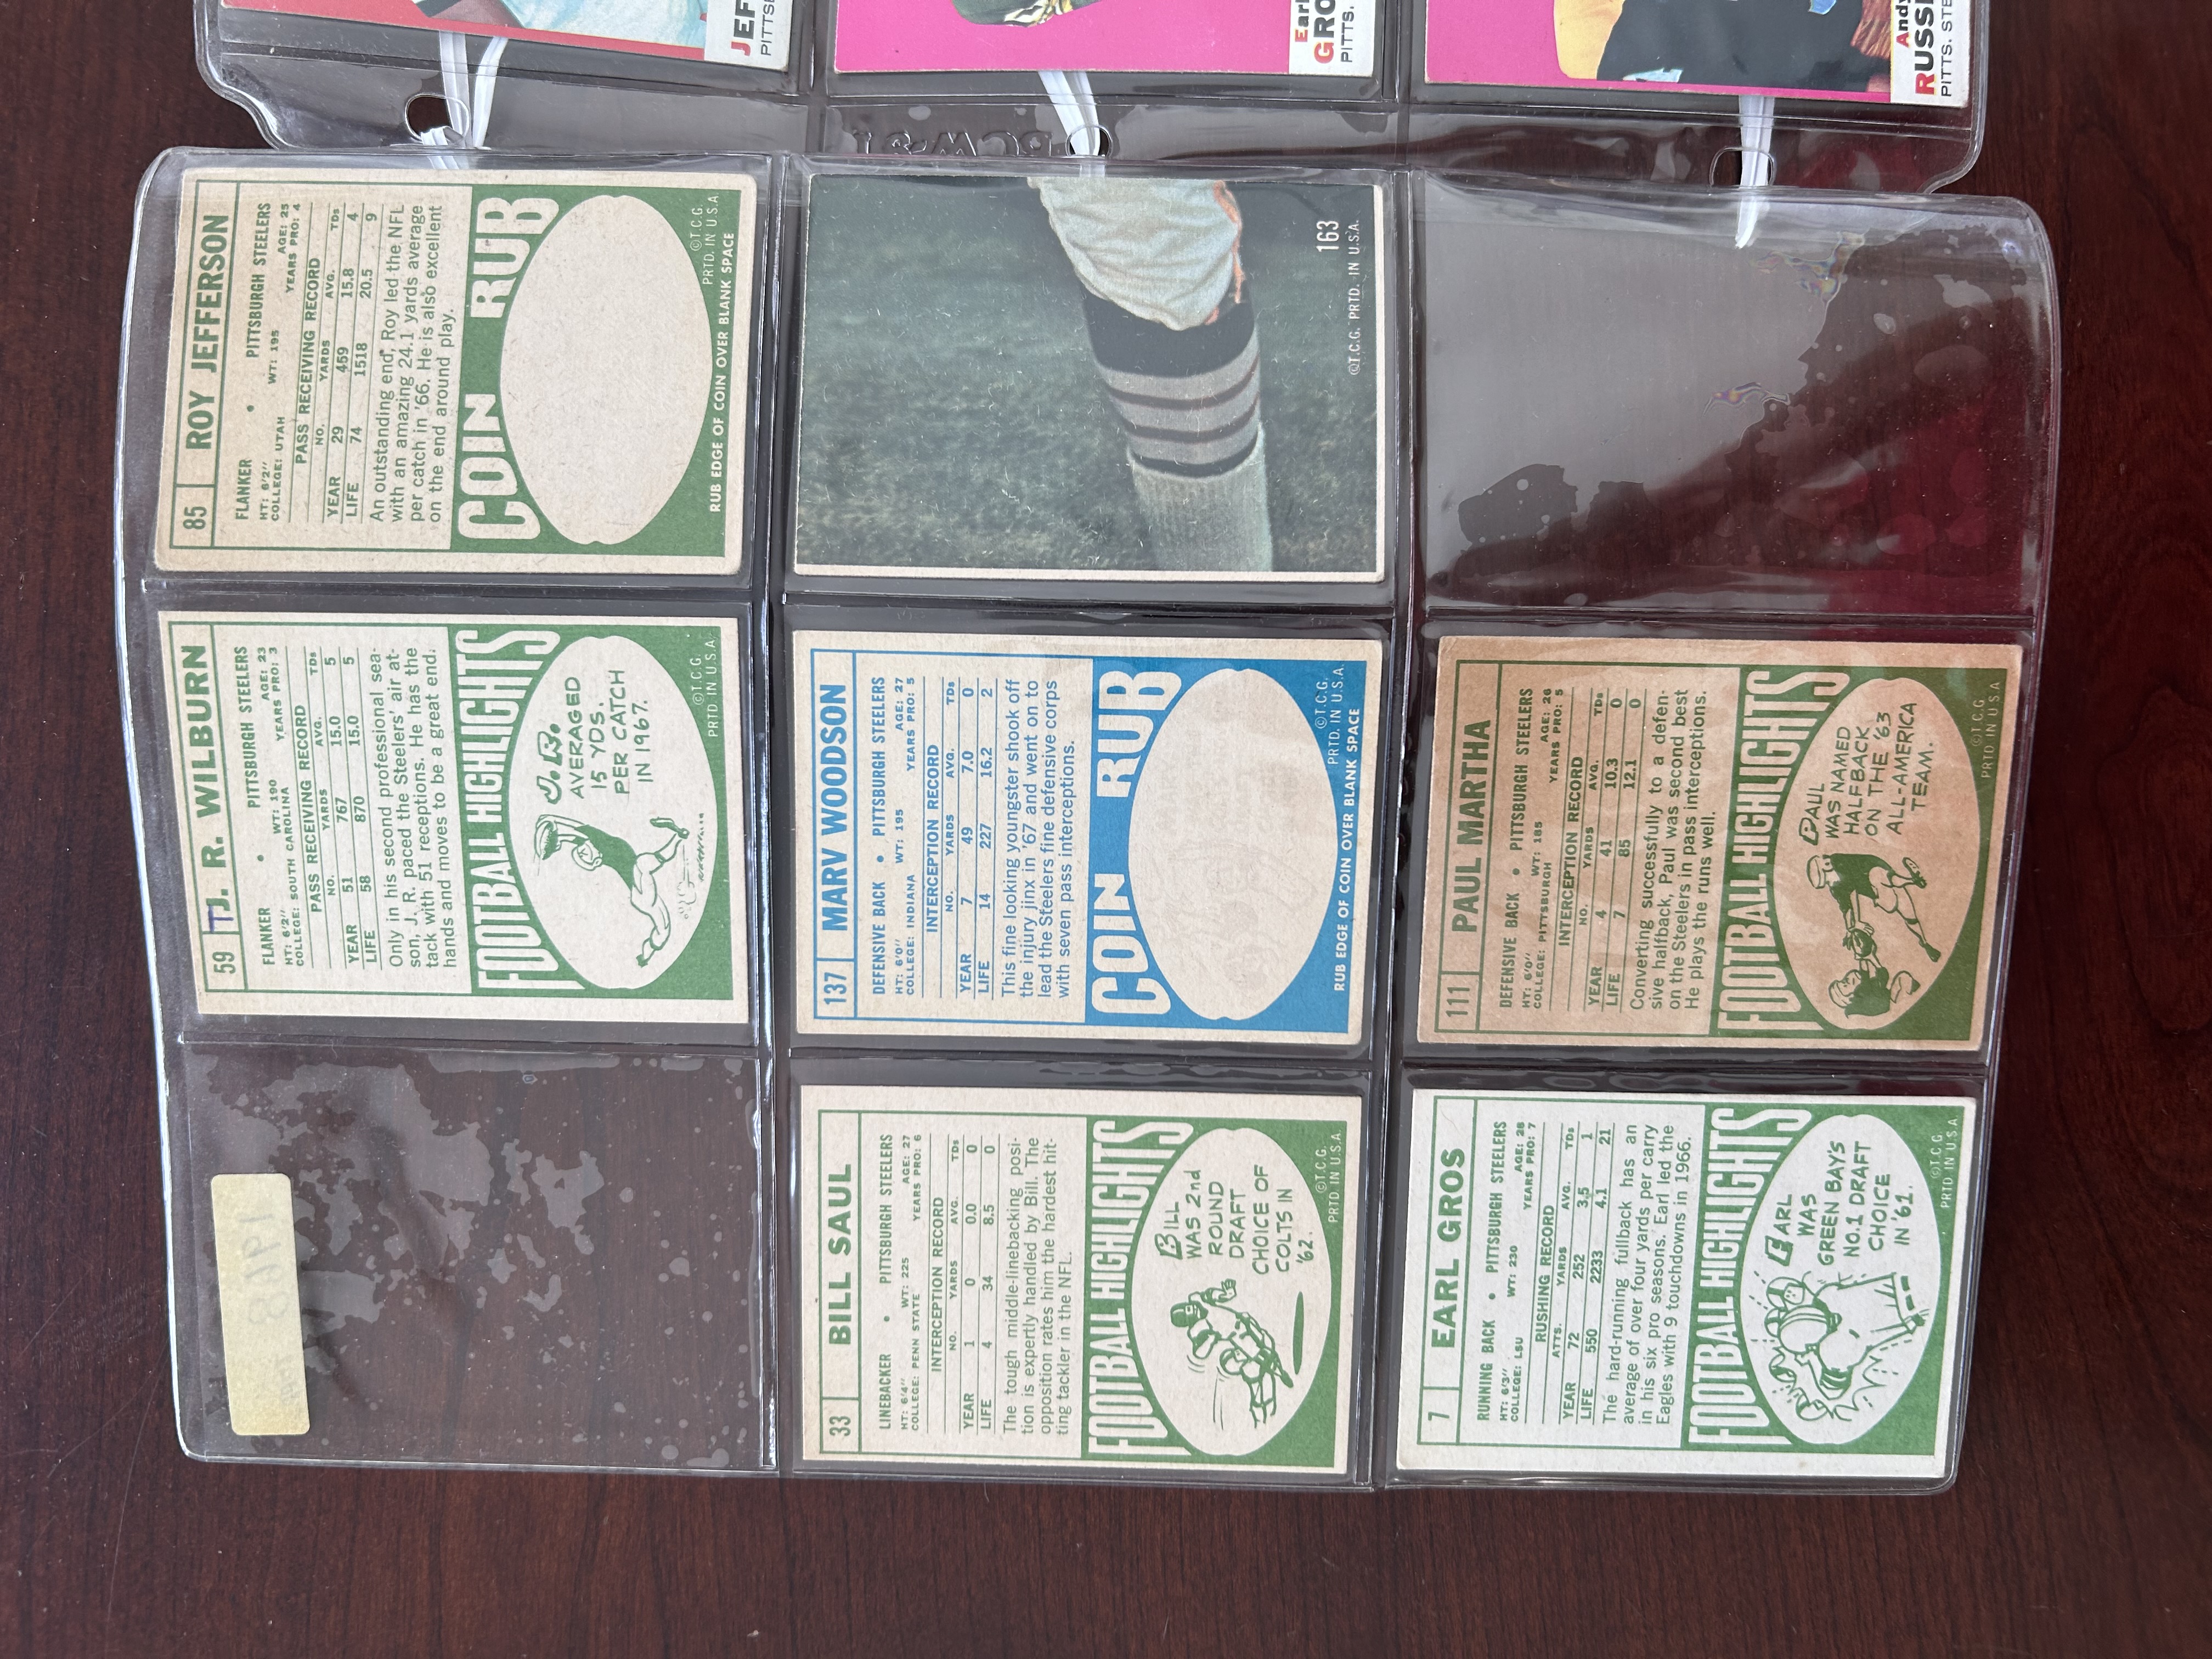 59 T J. R. WILBURN
FLANKER • PITTSBURGH STEELERS
HT: 6'2" WT: 190 AGE: 23
COLLEGE: SOUTH CAROLINA YEARS PRO: 3
PASS RECEIVING RECORD
NO. YARDS AVG. TDs
YEAR 51 767 15.0 5
LIFE 58 870 15.0 5
Only in his second professional sea-
son, J. R. paced the Steelers' air at-
tack with 51 receptions. He has the
hands and moves to be a great end.
FOOTBALL HIGHLIGHTS
J.R.
AVERAGED
15 YDS.
PER CATCH
IN 1967.
©T.C.G.
PRTD. IN U.S.A.
85 ROY JEFFERSON
FLANKER • PITTSBURGH STEELERS
HT: 6'2" WT: 195 AGE: 25
COLLEGE: UTAH YEARS PRO: 4
PASS RECEIVING RECORD
NO. YARDS AVG. TDs
YEAR 29 459 15.8 4
LIFE 74 1518 20.5 9
An outstanding end, Roy led the NFL
with an amazing 24.1 yards average
per catch in '66. He is also excellent
on the end around play.
COIN RUB
©T.C.G.
PRTD. IN U.S.A.
RUB EDGE OF COIN OVER BLANK SPACE
JEF
PITTSB
33 BILL SAUL
LINEBACKER • PITTSBURGH STEELERS
HT: 6'4" WT: 225 AGE: 27
COLLEGE: PENN STATE YEARS PRO: 6
INTERCEPTION RECORD
NO. YARDS AVG. TDs
YEAR 1 0 0.0 0
LIFE 4 34 8.5 0
The tough middle-linebacking posi-
tion is expertly handled by Bill. The
opposition rates him the hardest hit-
ting tackler in the NFL.
FOOTBALL HIGHLIGHTS
BILL
WAS 2nd
ROUND
DRAFT
CHOICE OF
COLTS IN
'62.
©T.C.G.
PRTD. IN U.S.A.
137 MARV WOODSON
DEFENSIVE BACK • PITTSBURGH STEELERS
HT: 6'0" WT: 195 AGE: 27
COLLEGE: INDIANA YEARS PRO: 5
INTERCEPTION RECORD
NO. YARDS AVG. TDs
YEAR 7 49 7.0 0
LIFE 14 227 16.2 2
This fine looking youngster shook off
the injury jinx in '67 and went on to
lead the Steelers fine defensive corps
with seven pass interceptions.
COIN RUB
©T.C.G.
PRTD. IN U.S.A.
RUB EDGE OF COIN OVER BLANK SPACE
163
©T.C.G. PRTD. IN U.S.A.
Earl
GRO
PITTS.
7 EARL GROS
RUNNING BACK • PITTSBURGH STEELERS
HT: 6'3" WT: 230 AGE: 28
COLLEGE: LSU YEARS PRO: 7
RUSHING RECORD
ATTS. YARDS AVG. TDs
YEAR 72 252 3.5 1
LIFE 550 2233 4.1 21
The hard-running fullback has an
average of over four yards per carry
in his six pro seasons. Earl led the
Eagles with 9 touchdowns in 1966.
FOOTBALL HIGHLIGHTS
EARL
WAS
GREEN BAY'S
NO.1 DRAFT
CHOICE
IN '61.
©T.C.G.
PRTD IN U.S.A.
111 PAUL MARTHA
DEFENSIVE BACK • PITTSBURGH STEELERS
HT: 6'0" WT: 185 AGE: 26
COLLEGE: PITTSBURGH YEARS PRO: 5
INTERCEPTION RECORD
NO. YARDS AVG. TDs
YEAR 4 41 10.3 0
LIFE 7 85 12.1 0
Converting successfully to a defen-
sive halfback, Paul was second best
on the Steelers in pass interceptions.
He plays the runs well.
FOOTBALL HIGHLIGHTS
PAUL
WAS NAMED
HALFBACK
ON THE '63
ALL-AMERICA
TEAM.
©T.C.G.
PRTD IN U.S.A.
Andy
RUSS
PITTS. STE